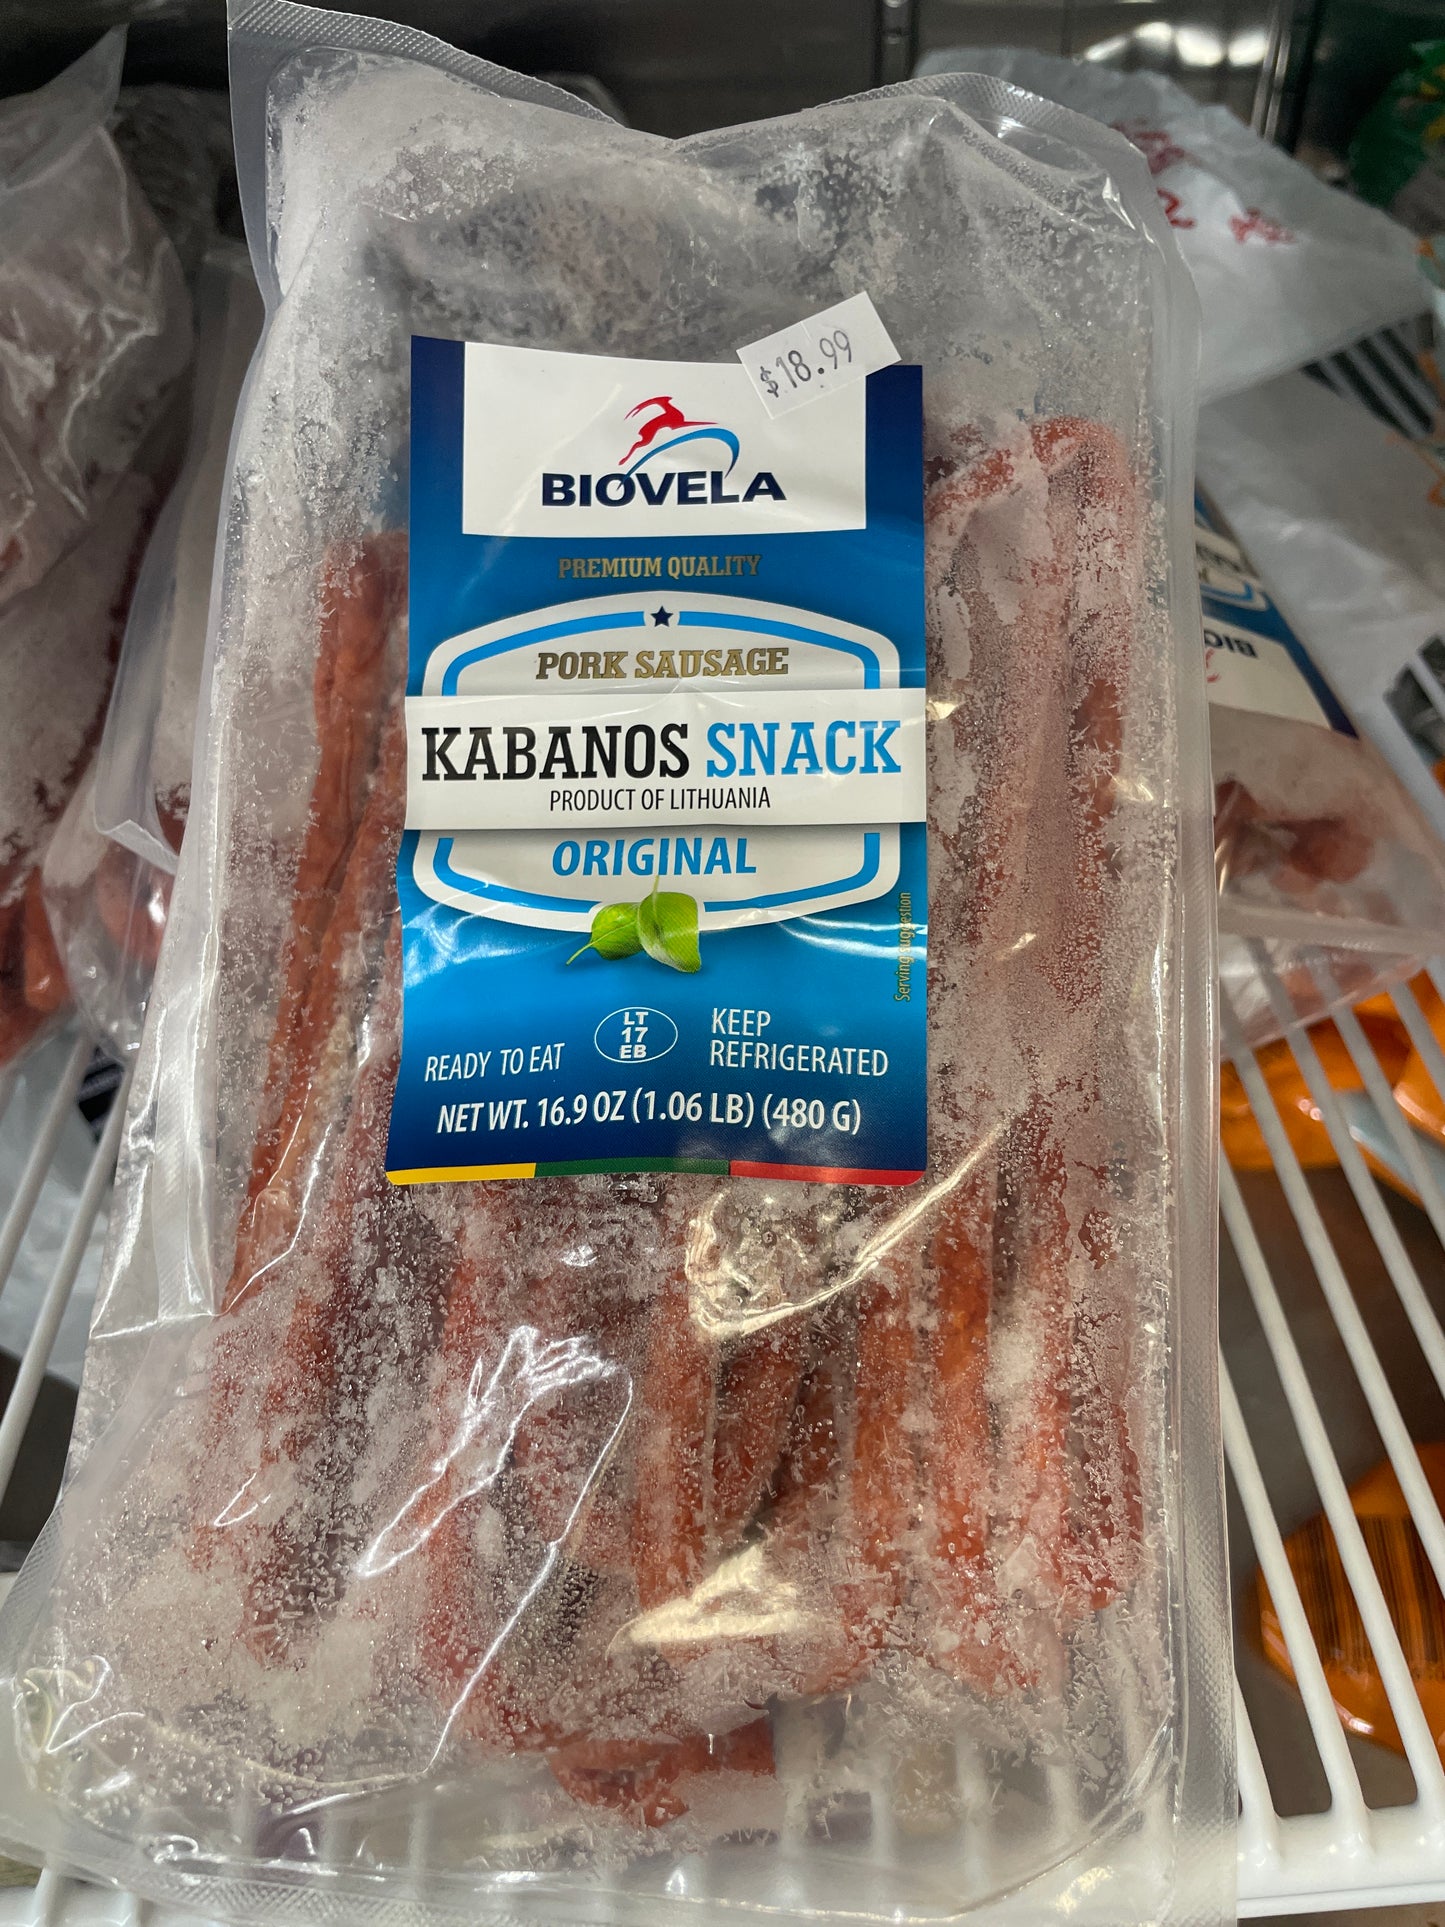 $18.99
BIOVELA
PREMIUM QUALITY
PORK SAUSAGE
KABANOS SNACK
PRODUCT OF LITHUANIA
ORIGINAL
Serving suggestion
READY TO EAT
LT
17
EB
KEEP
REFRIGERATED
NET WT. 16.9 OZ (1.06 LB) (480 G)